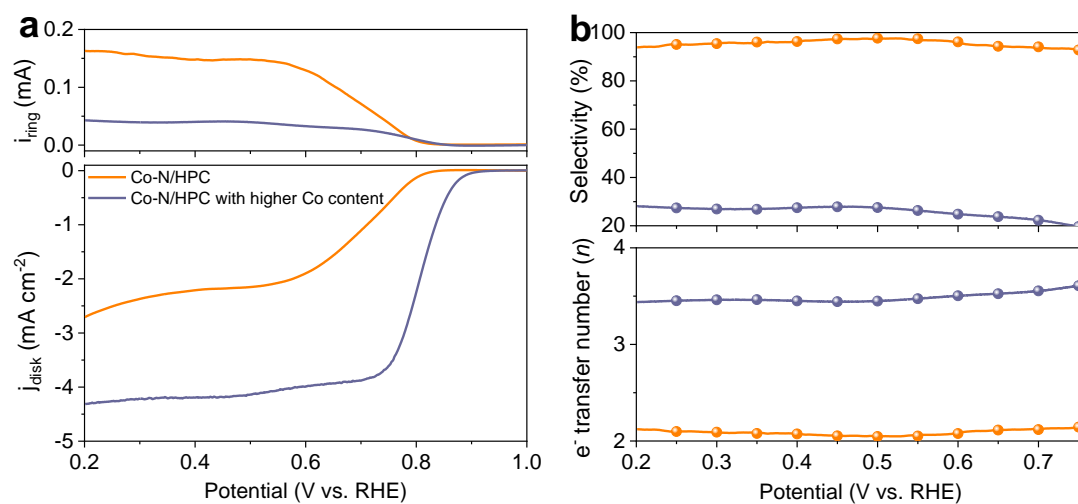 a
i_ring (mA)
0.2
0.1
0.0
j_disk (mA cm⁻²)
0
-1
-2
-3
-4
-5
Co-N/HPC
Co-N/HPC with higher Co content
0.2 0.4 0.6 0.8 1.0
Potential (V vs. RHE)
b
Selectivity (%)
100
80
60
40
20
e⁻ transfer number (n)
4
3
2
0.2 0.3 0.4 0.5 0.6 0.7
Potential (V vs. RHE)